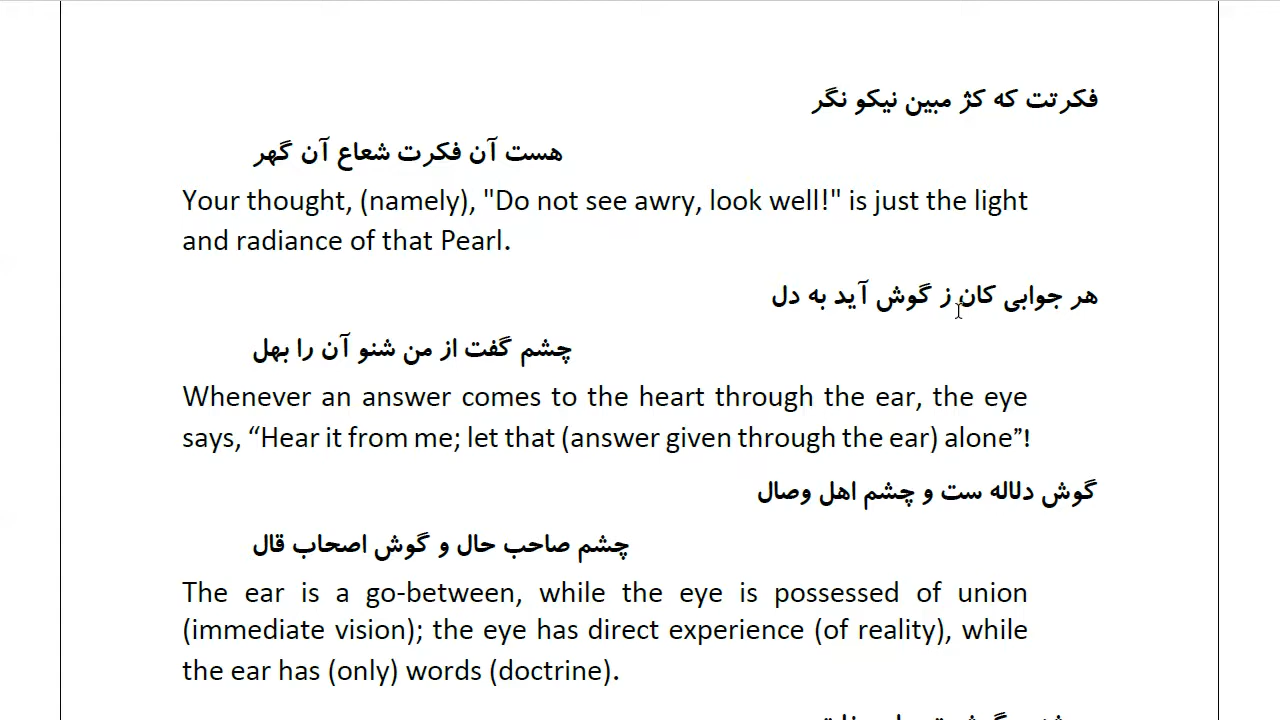 فکرتت که کژ مبین نیکو نگر
هست آن فکرت شعاع آن گهر
Your thought, (namely), "Do not see awry, look well!" is just the light
and radiance of that Pearl.
هر جوابی کان ز گوش آید به دل
چشم گفت از من شنو آن را بهل
Whenever an answer comes to the heart through the ear, the eye
says, “Hear it from me; let that (answer given through the ear) alone”!
گوش دلاله ست و چشم اهل وصال
چشم صاحب حال و گوش اصحاب قال
The ear is a go-between, while the eye is possessed of union
(immediate vision); the eye has direct experience (of reality), while
the ear has (only) words (doctrine).